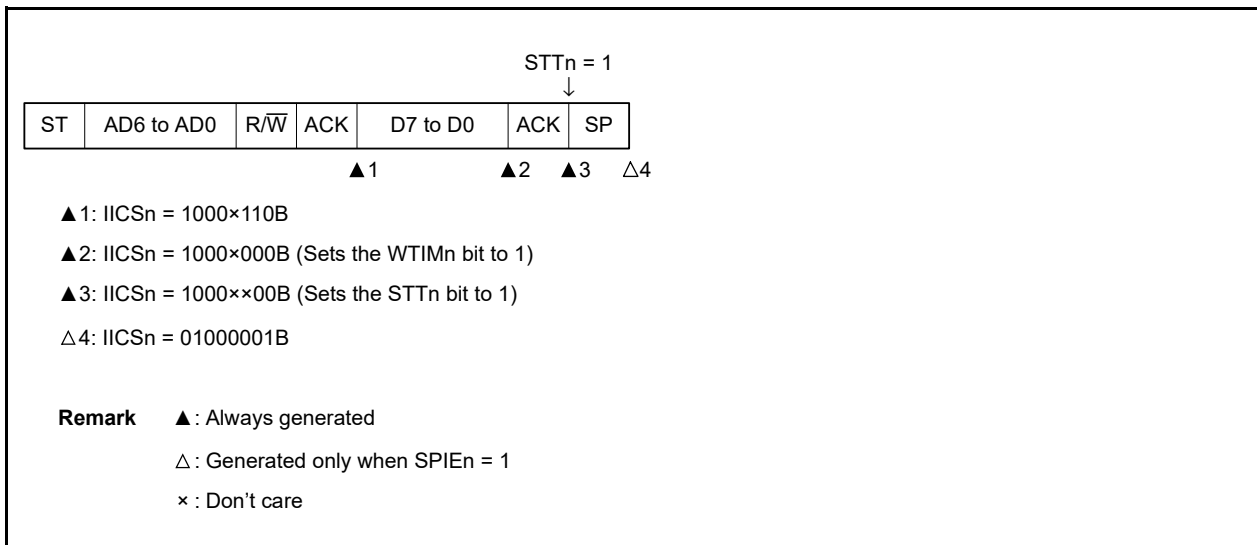 STTn = 1
↓
ST AD6 to AD0 R/W̅ ACK D7 to D0 ACK SP
▲1 ▲2 ▲3 △4
▲1: IICSn = 1000×110B
▲2: IICSn = 1000×000B (Sets the WTIMn bit to 1)
▲3: IICSn = 1000××00B (Sets the STTn bit to 1)
△4: IICSn = 01000001B
Remark ▲: Always generated
△: Generated only when SPIEn = 1
× : Don’t care